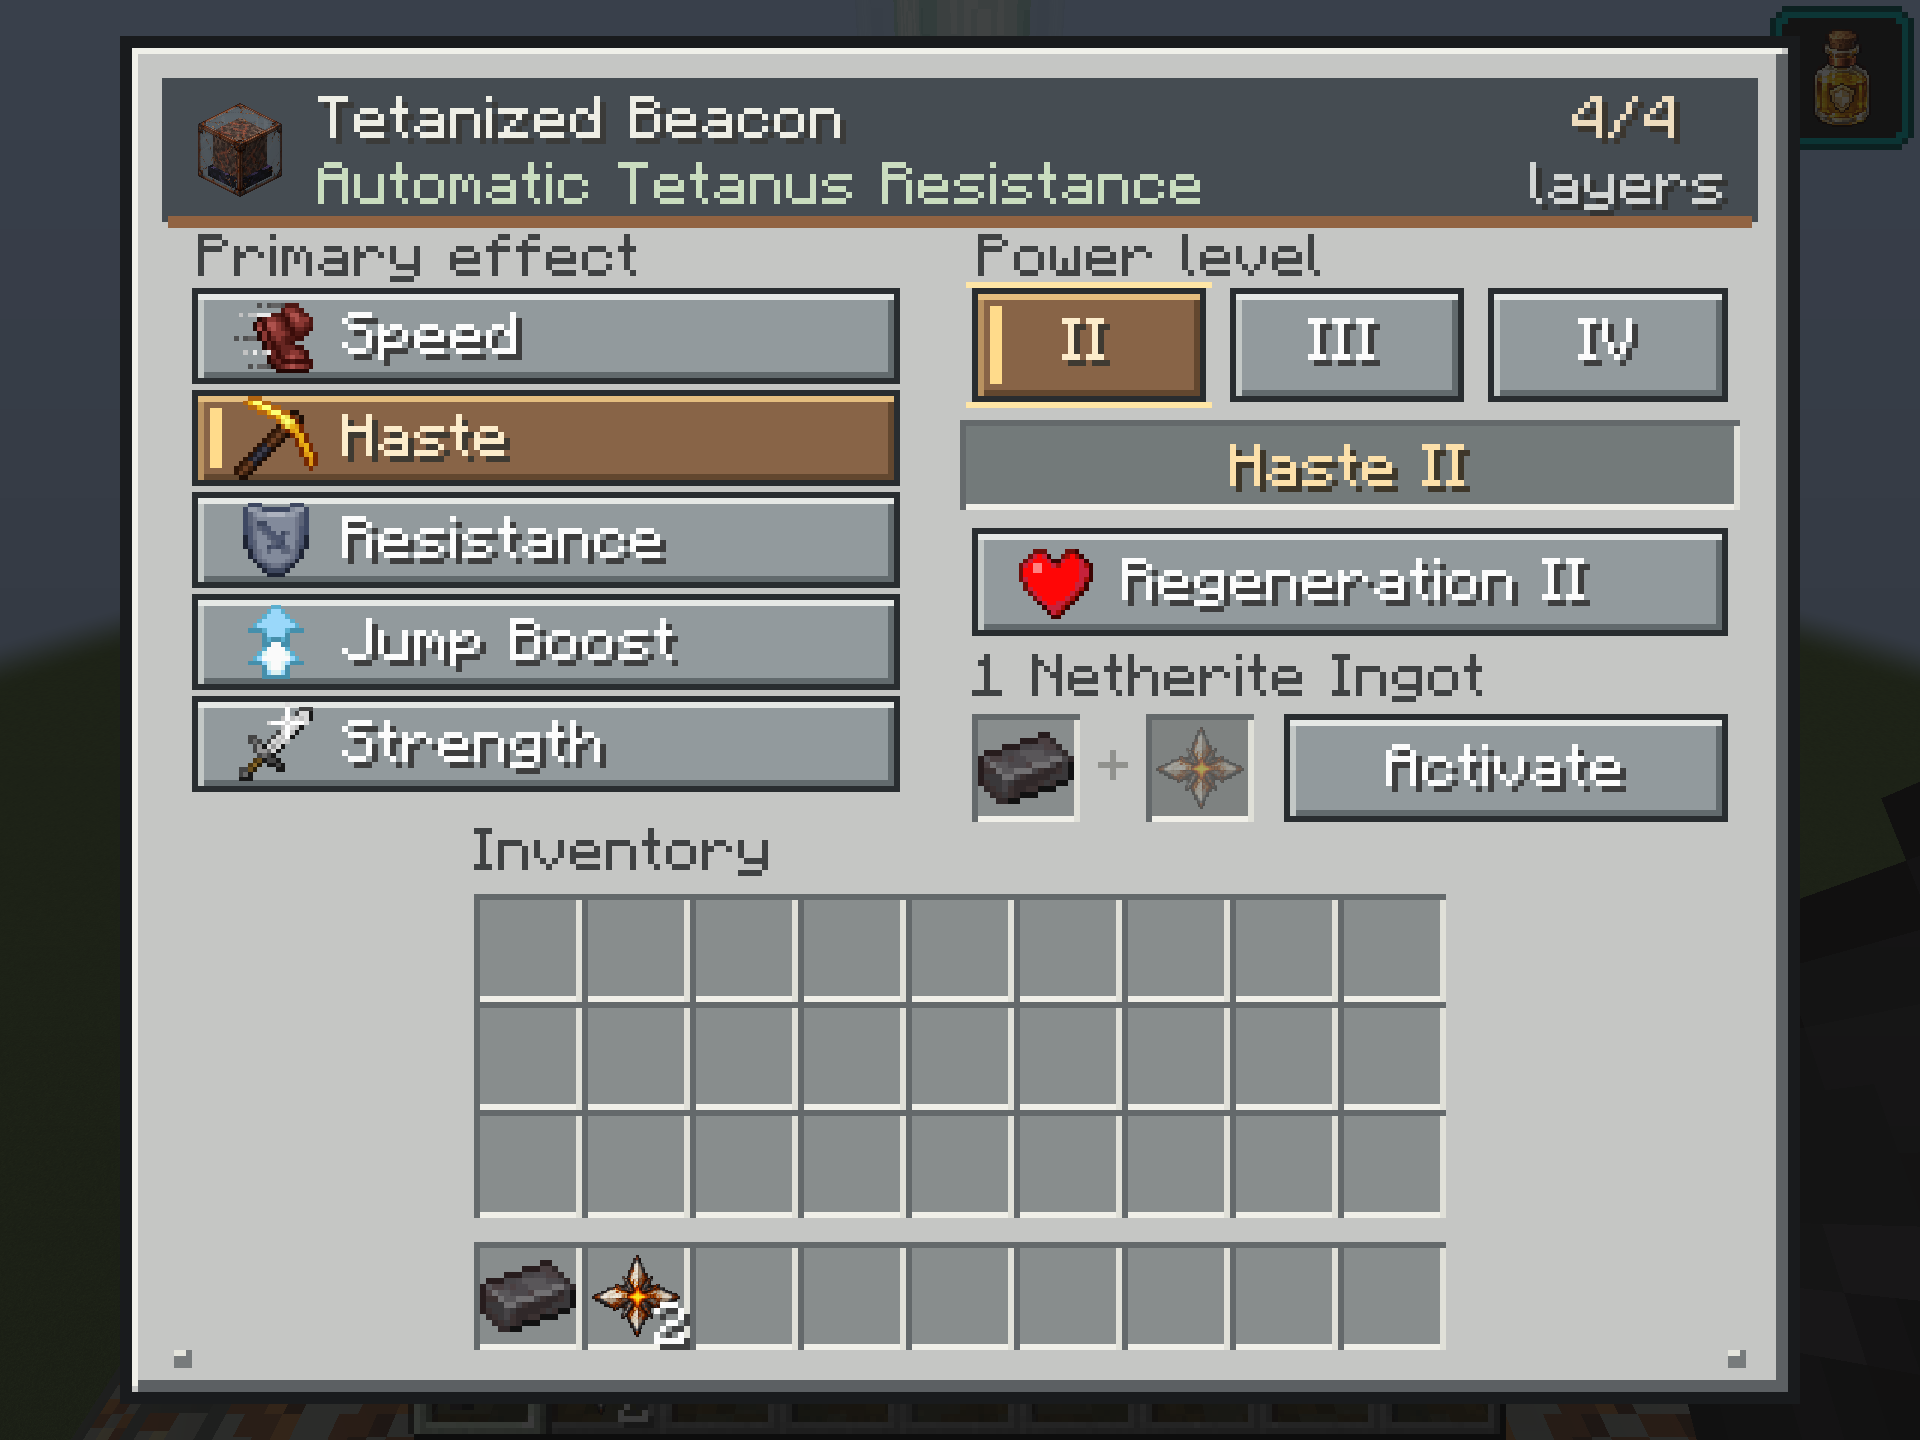 Tetanized Beacon
4/4
Automatic Tetanus Resistance
layers
Primary effect
Speed
Haste
Resistance
Jump Boost
Strength
Power level
II
III
IV
Haste II
Regeneration II
1 Netherite Ingot
+
Activate
Inventory
2
2